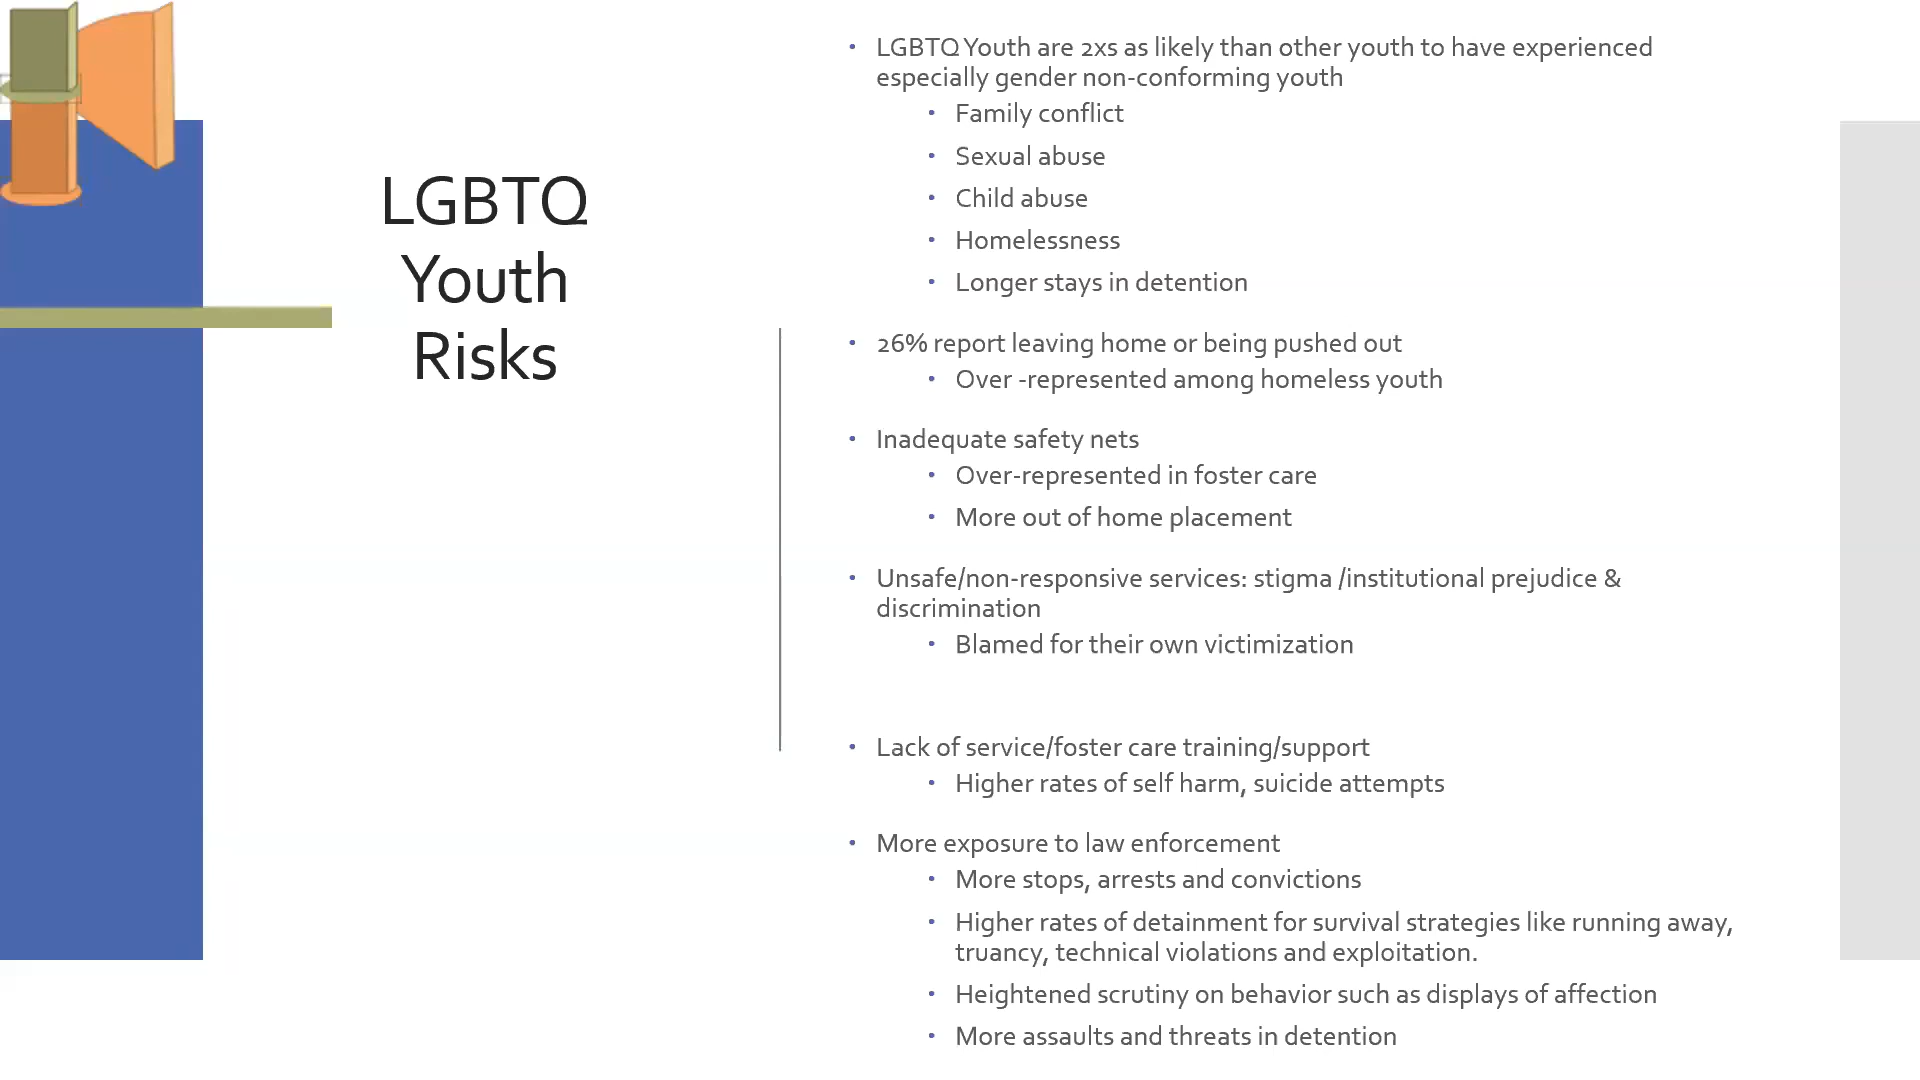 LGBTQ
Youth
Risks
• LGBTQ Youth are 2xs as likely than other youth to have experienced
especially gender non-conforming youth
• Family conflict
• Sexual abuse
• Child abuse
• Homelessness
• Longer stays in detention
• 26% report leaving home or being pushed out
• Over -represented among homeless youth
• Inadequate safety nets
• Over-represented in foster care
• More out of home placement
• Unsafe/non-responsive services: stigma /institutional prejudice &
discrimination
• Blamed for their own victimization
• Lack of service/foster care training/support
• Higher rates of self harm, suicide attempts
• More exposure to law enforcement
• More stops, arrests and convictions
• Higher rates of detainment for survival strategies like running away,
truancy, technical violations and exploitation.
• Heightened scrutiny on behavior such as displays of affection
• More assaults and threats in detention